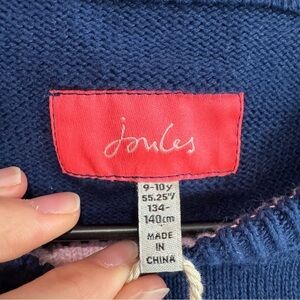 Joules
9-10y
55.25"/
134-
140cm
MADE
IN
CHINA